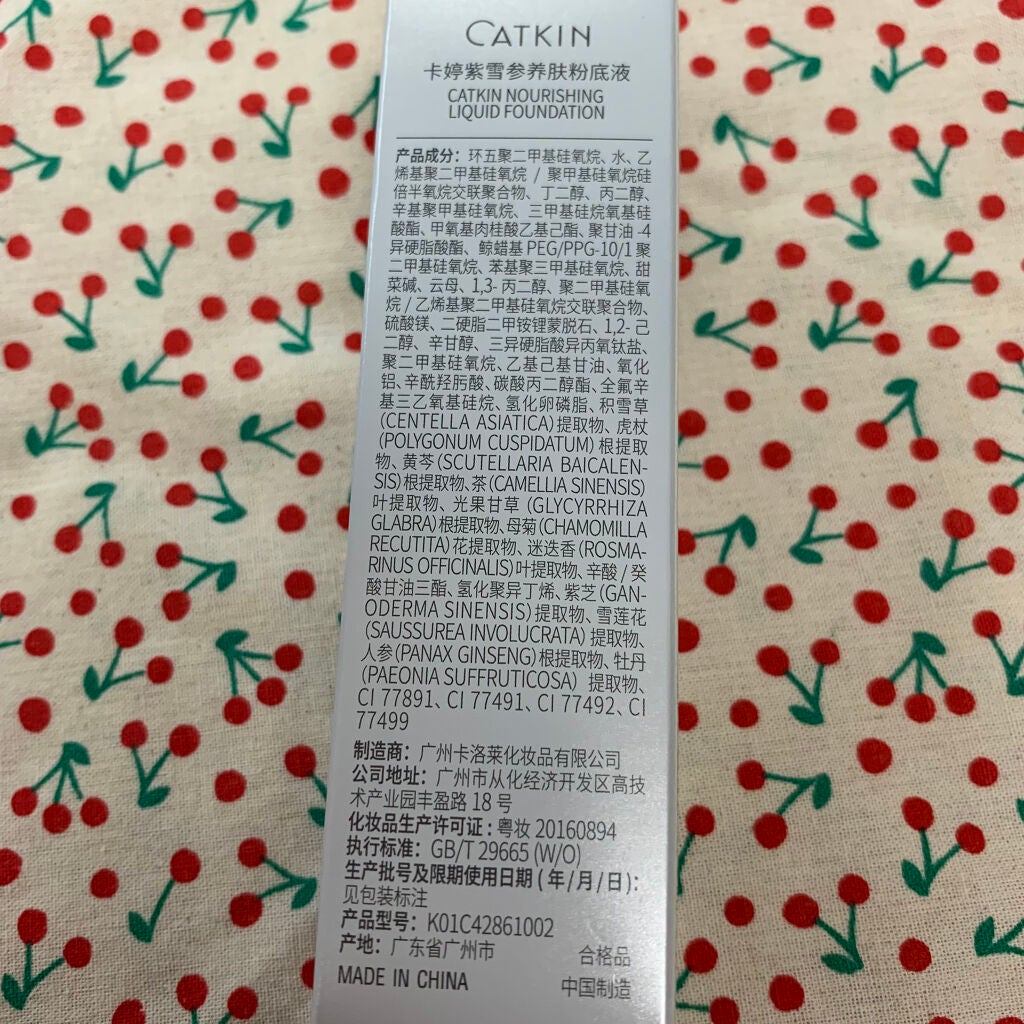 CATKIN
卡婷紫雪参养肤粉底液
CATKIN NOURISHING
LIQUID FOUNDATION
产品成分：环五聚二甲基硅氧烷、水、乙
烯基聚二甲基硅氧烷 / 聚甲基硅氧烷硅
倍半氧烷交联聚合物、丁二醇、丙二醇、
辛基聚甲基硅氧烷、三甲基硅烷氧基硅
酸酯、甲氧基肉桂酸乙基己酯、聚甘油 -4
异硬脂酸酯、鲸蜡基 PEG/PPG-10/1 聚
二甲基硅氧烷、苯基聚三甲基硅氧烷、甜
菜碱、云母、1,3- 丙二醇、聚二甲基硅氧
烷 / 乙烯基聚二甲基硅氧烷交联聚合物、
硫酸镁、二硬脂二甲铵锂蒙脱石、1,2- 己
二醇、辛甘醇、三异硬脂酸异丙氧钛盐、
聚二甲基硅氧烷、乙基己基甘油、氧化
铝、辛酰羟肟酸、碳酸丙二醇酯、全氟辛
基三乙氧基硅烷、氢化卵磷脂、积雪草
(CENTELLA ASIATICA) 提取物、虎杖
(POLYGONUM CUSPIDATUM) 根提取
物、黄芩 (SCUTELLARIA BAICALEN-
SIS) 根提取物、茶 (CAMELLIA SINENSIS)
叶提取物、光果甘草 (GLYCYRRHIZA
GLABRA) 根提取物、母菊 (CHAMOMILLA
RECUTITA) 花提取物、迷迭香 (ROSMA-
RINUS OFFICINALIS) 叶提取物、辛酸 / 癸
酸甘油三酯、氢化聚异丁烯、紫芝 (GAN-
ODERMA SINENSIS) 提取物、雪莲花
(SAUSSUREA INVOLUCRATA) 提取物、
人参 (PANAX GINSENG) 根提取物、牡丹
(PAEONIA SUFFRUTICOSA) 提取物、
CI 77891、CI 77491、CI 77492、CI
77499
制造商：广州卡洛莱化妆品有限公司
公司地址：广州市从化经济开发区高技
术产业园丰盈路 18 号
化妆品生产许可证 : 粤妆 20160894
执行标准：GB/T 29665 (W/O)
生产批号及限期使用日期 ( 年/月/日):
见包装标注
产品型号：K01C42861002
产地：广东省广州市 合格品
MADE IN CHINA 中国制造